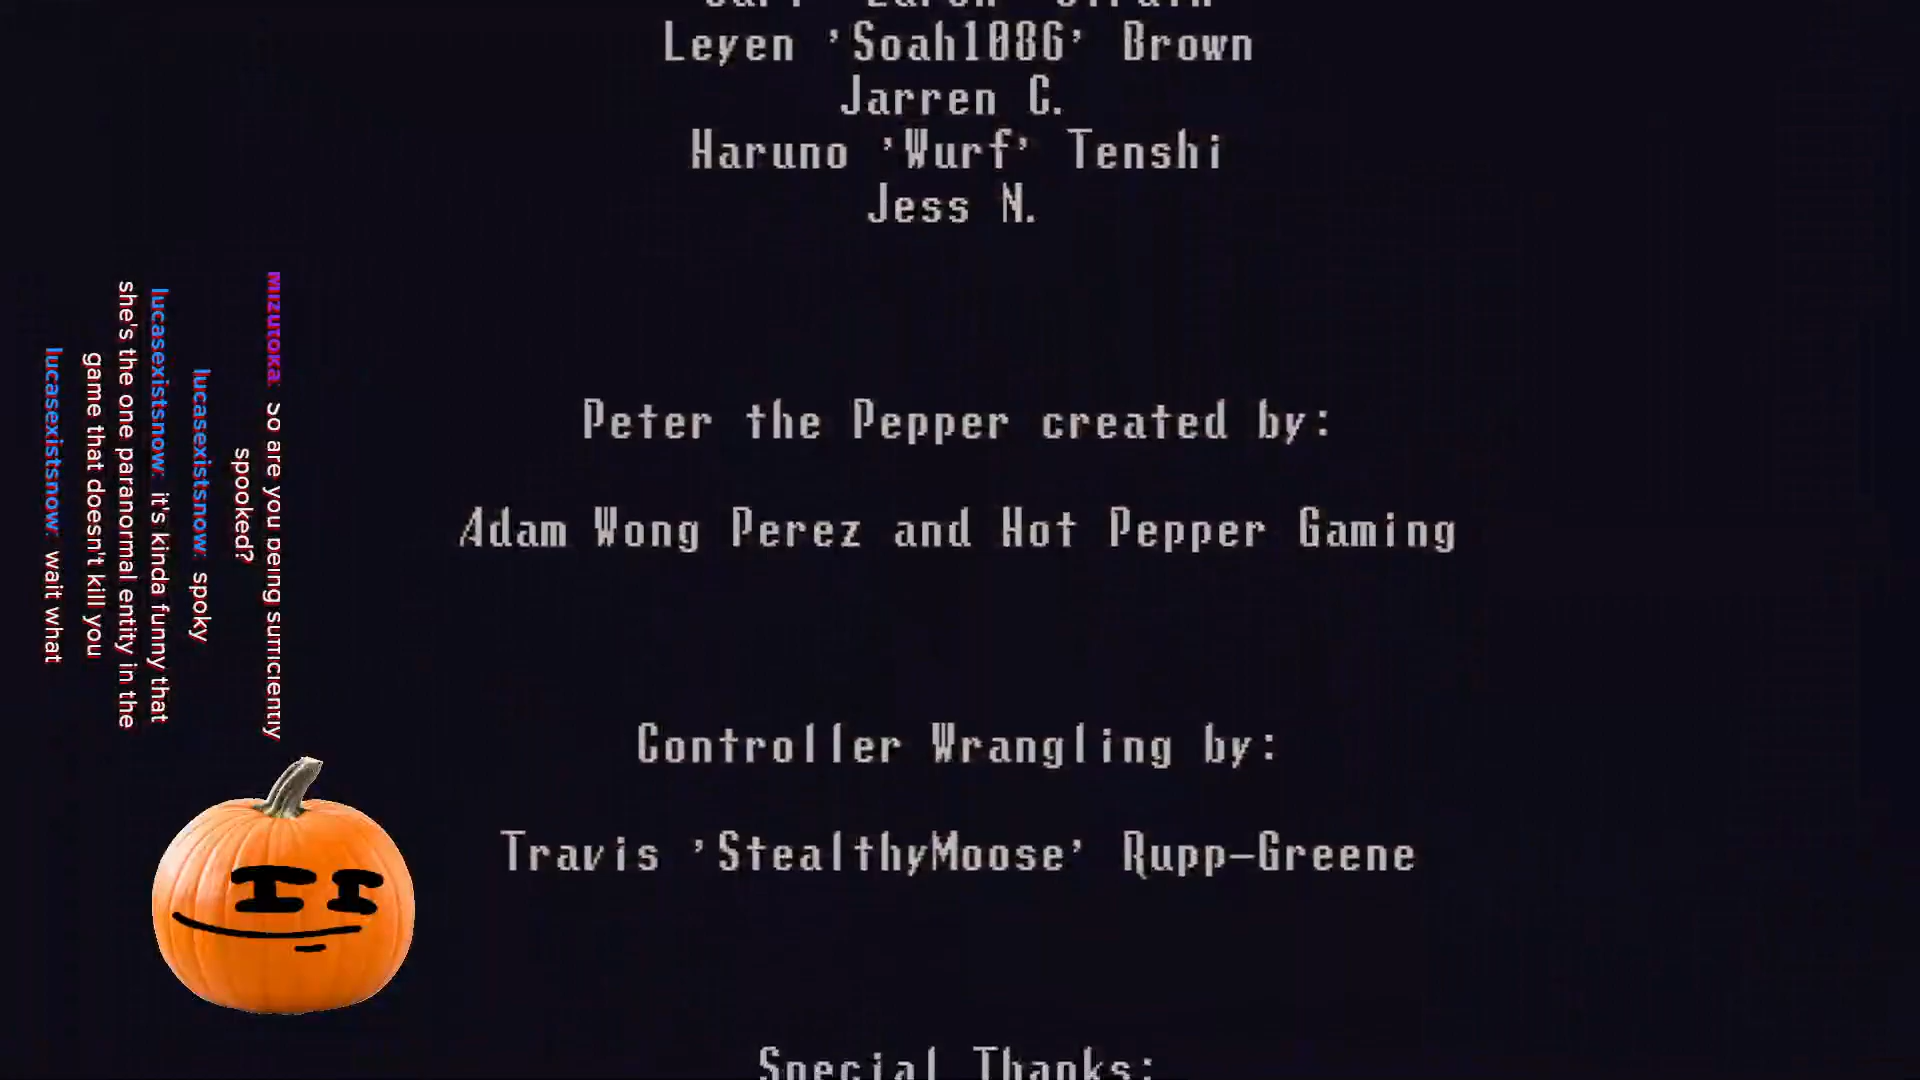 Leyen 'Soah1086' Brown
Jarren C.
Haruno 'Wurf' Tenshi
Jess N.
Peter the Pepper created by:
Adam Wong Perez and Hot Pepper Gaming
Controller Wrangling by:
Travis 'StealthyMoose' Rupp-Greene
Special Thanks:
Mizutoka: so are you being sufficiently
spooked?
lucasexistsnow: spoky
lucasexistsnow: it's kinda funny that
she's the one paranormal entity in the
game that doesn't kill you
lucasexistsnow: wait what